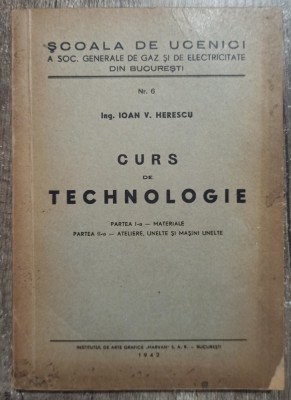 ŞCOALA DE UCENICI
A SOC. GENERALE DE GAZ ŞI DE ELECTRICITATE
DIN BUCUREŞTI
Nr. 6
Ing. IOAN V. HERESCU
CURS
DE
TECHNOLOGIE
PARTEA I-a — MATERIALE
PARTEA II-a — ATELIERE, UNELTE ŞI MAŞINI UNELTE
INSTITUTUL DE ARTE GRAFICE „MARVAN” S. A. R. — BUCUREŞTI